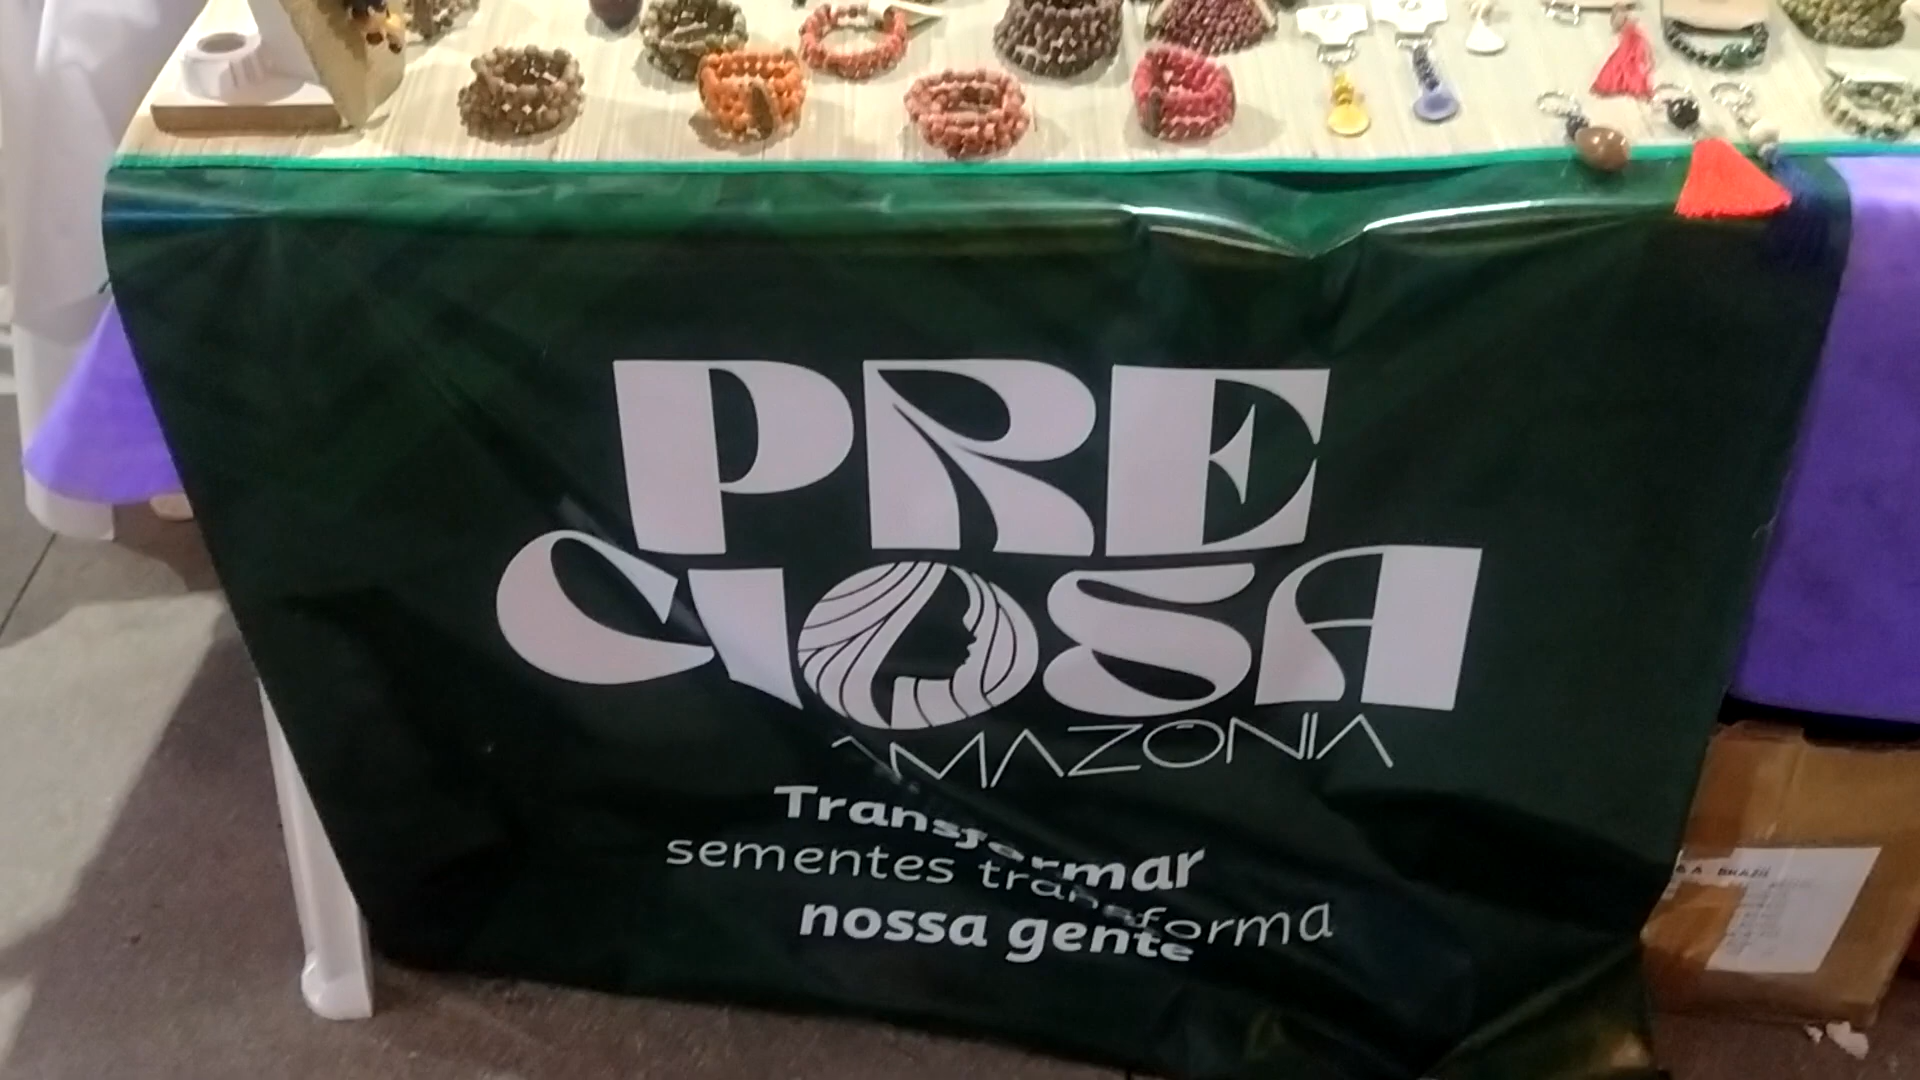 PRE
CIOSA
AMAZÔNIA
Transformar
sementes transforma
nossa gente